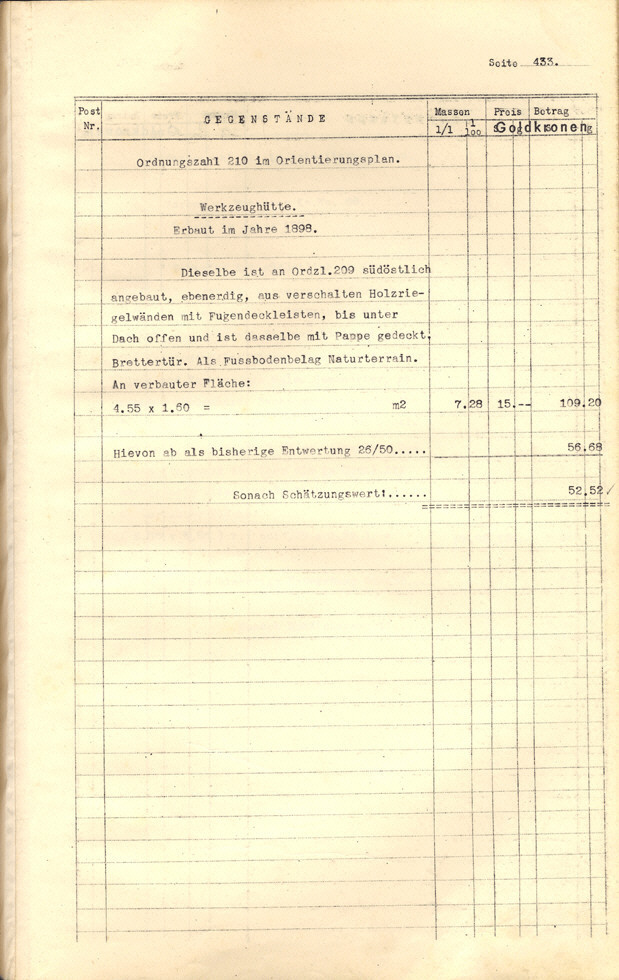 Seite 433.
Post Nr. GEGENSTÄNDE Massen 1/1 1/100 Preis Betrag Goldkronen
Ordnungszahl 210 im Orientierungsplan.
Werkzeughütte.
Erbaut im Jahre 1898.
Dieselbe ist an Ordzl.209 südöstlich
angebaut, ebenerdig, aus verschalten Holzrie-
gelwänden mit Fugendeckleisten, bis unter
Dach offen und ist dasselbe mit Pappe gedeckt.
Brettertür. Als Fussbodenbelag Naturterrain.
An verbauter Fläche:
4.55 x 1.60 = m2 7.28 15.-- 109.20
Hievon ab als bisherige Entwertung 26/50..... 56.68
Sonach Schätzungswert:...... 52.52